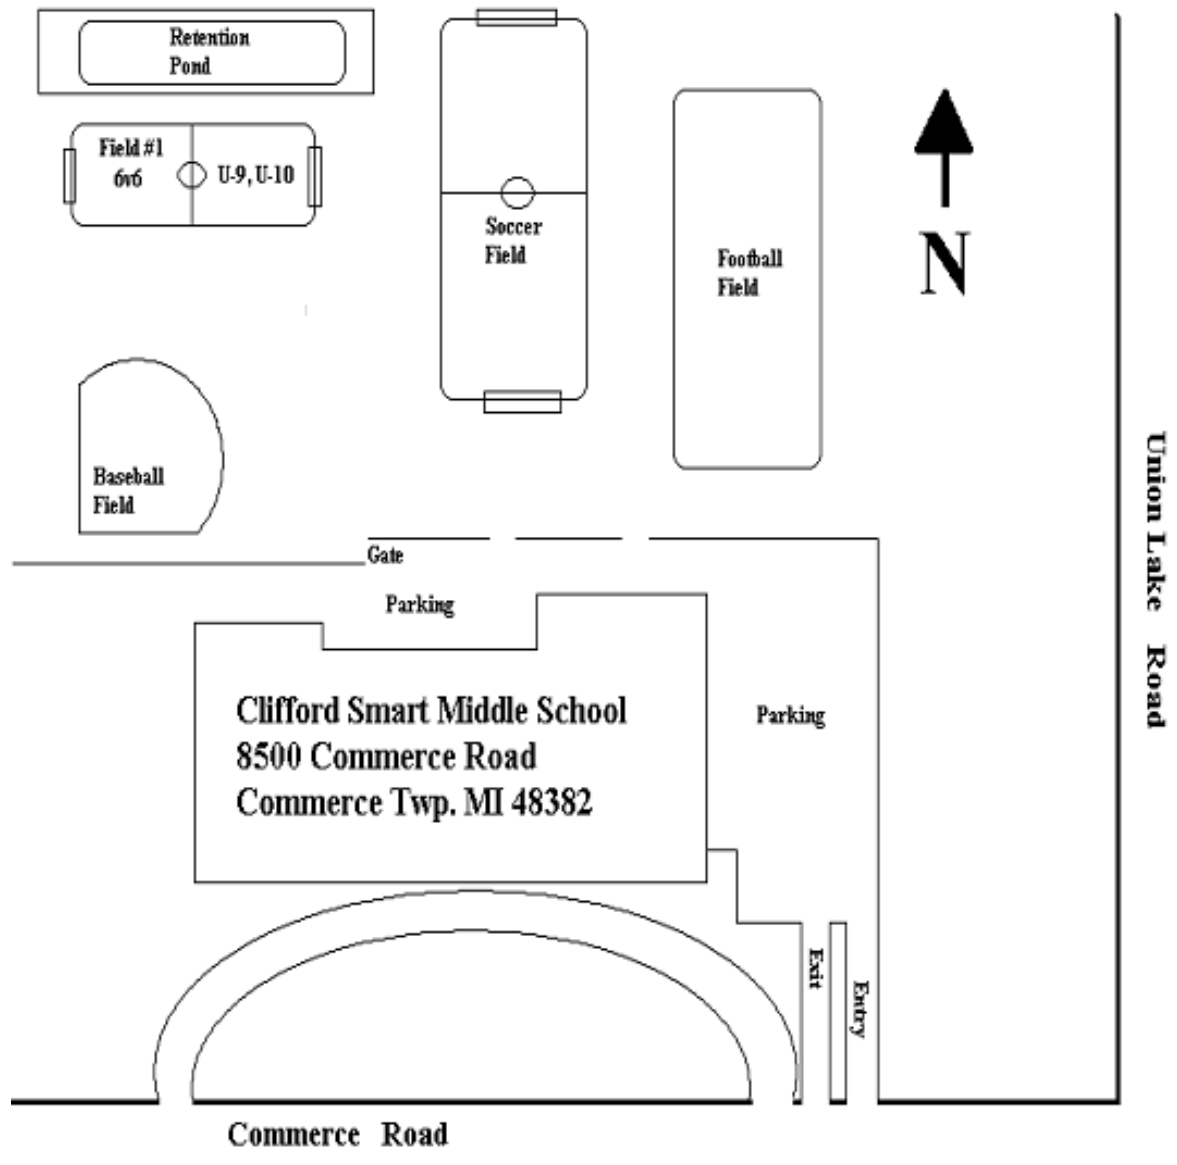 Retention
Pond
Field #1
6v6
U-9, U-10
Soccer
Field
Football
Field
N
Baseball
Field
Gate
Parking
Clifford Smart Middle School
8500 Commerce Road
Commerce Twp. MI 48382
Parking
Union Lake Road
Exit
Entry
Commerce Road